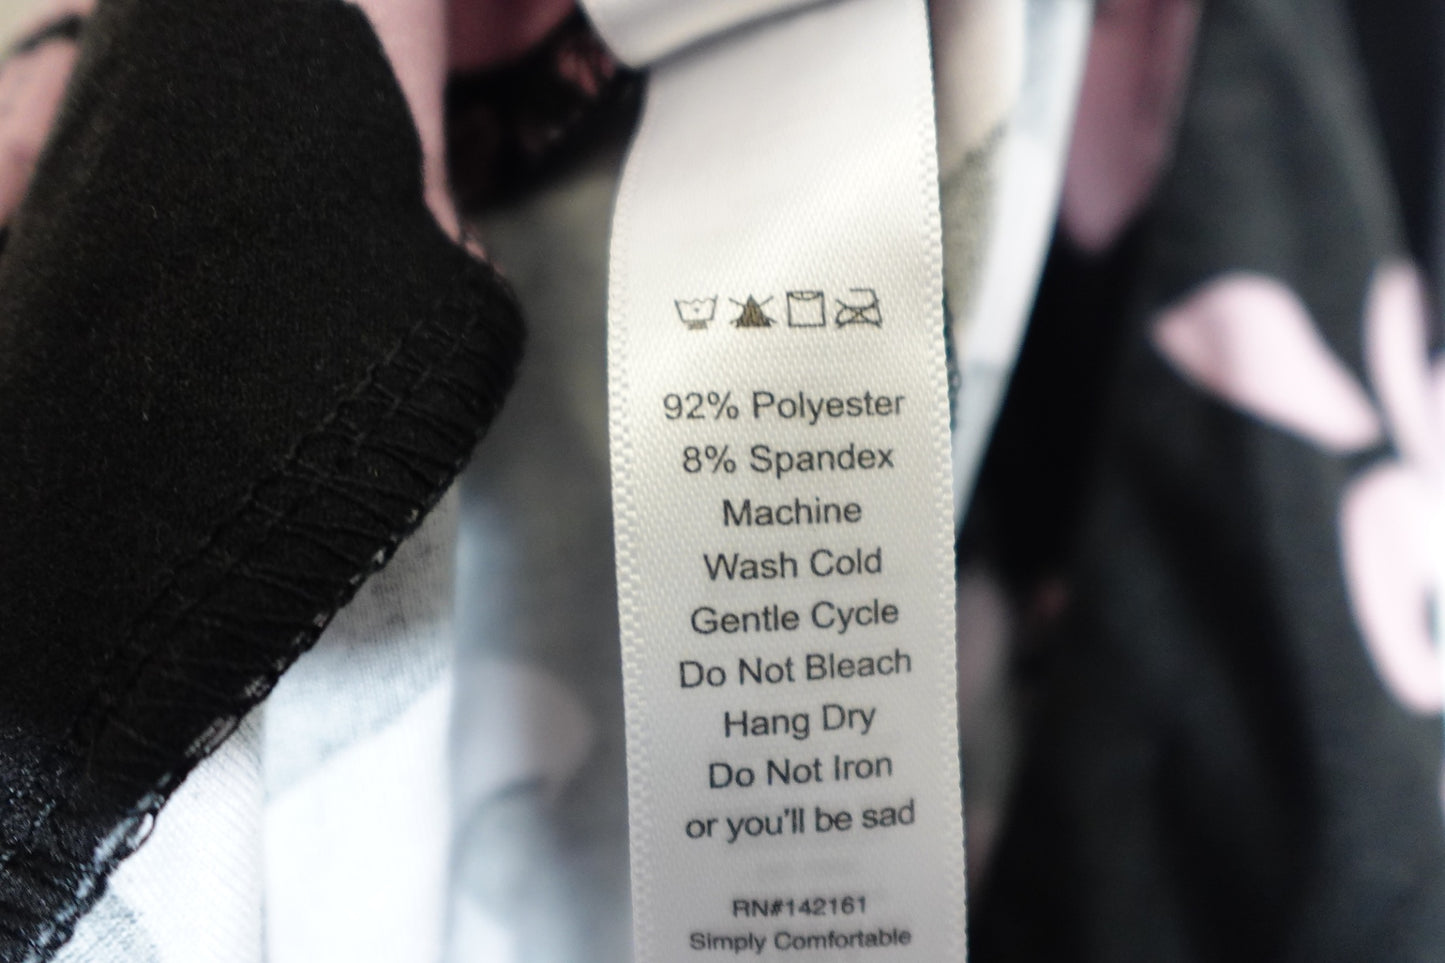 92% Polyester
8% Spandex
Machine
Wash Cold
Gentle Cycle
Do Not Bleach
Hang Dry
Do Not Iron
or you'll be sad
RN#142161
Simply Comfortable